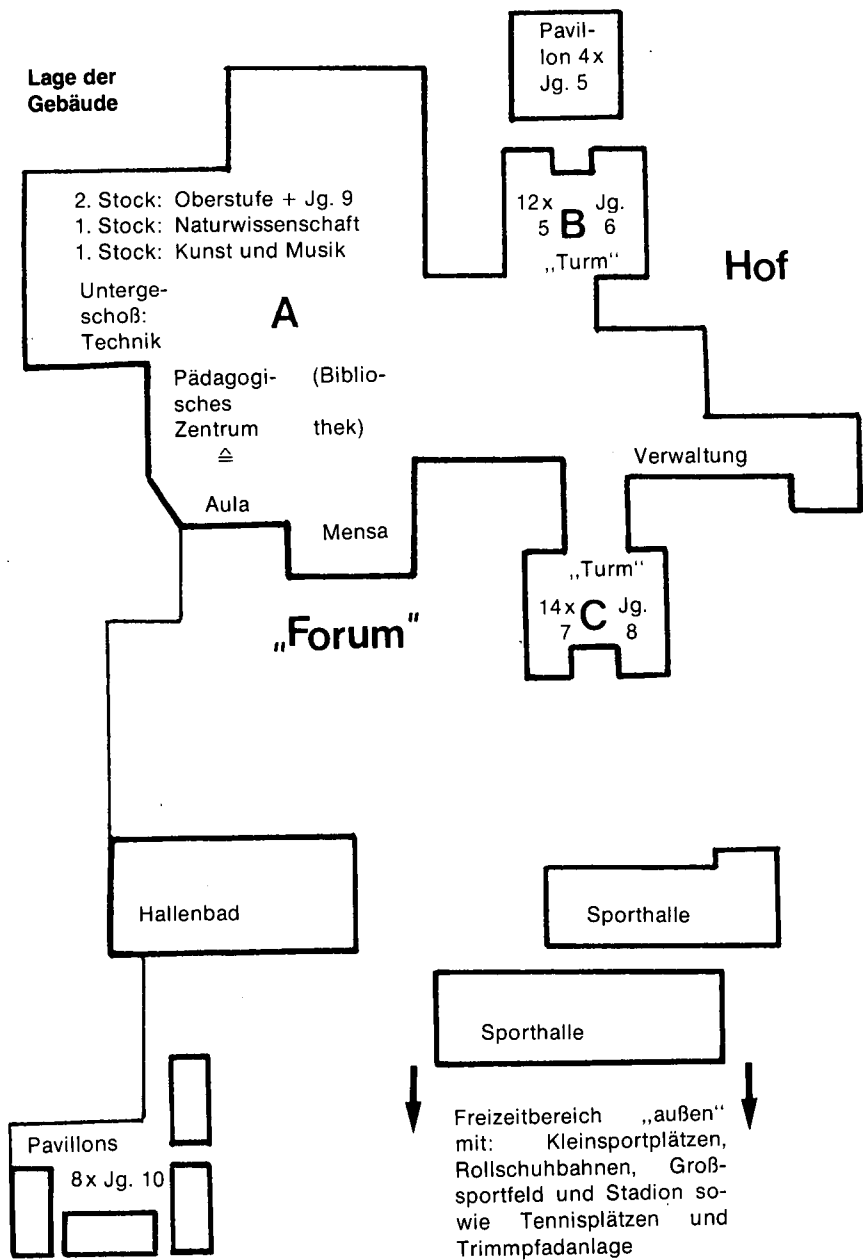 Lage der
Gebäude
Pavil-
lon 4x
Jg. 5
2. Stock: Oberstufe + Jg. 9
1. Stock: Naturwissenschaft
1. Stock: Kunst und Musik
Unterge-
schoß:
Technik
A
12x B Jg.
5 6
„Turm“
Hof
Pädagogi- (Biblio-
sches
Zentrum thek)
≙
Aula
Mensa
Verwaltung
„Turm“
14x C Jg.
7 8
„Forum“
Hallenbad
Sporthalle
Sporthalle
Pavillons
8x Jg. 10
Freizeitbereich „außen“
mit: Kleinsportplätzen,
Rollschuhbahnen, Groß-
sportfeld und Stadion so-
wie Tennisplätzen und
Trimmpfadanlage